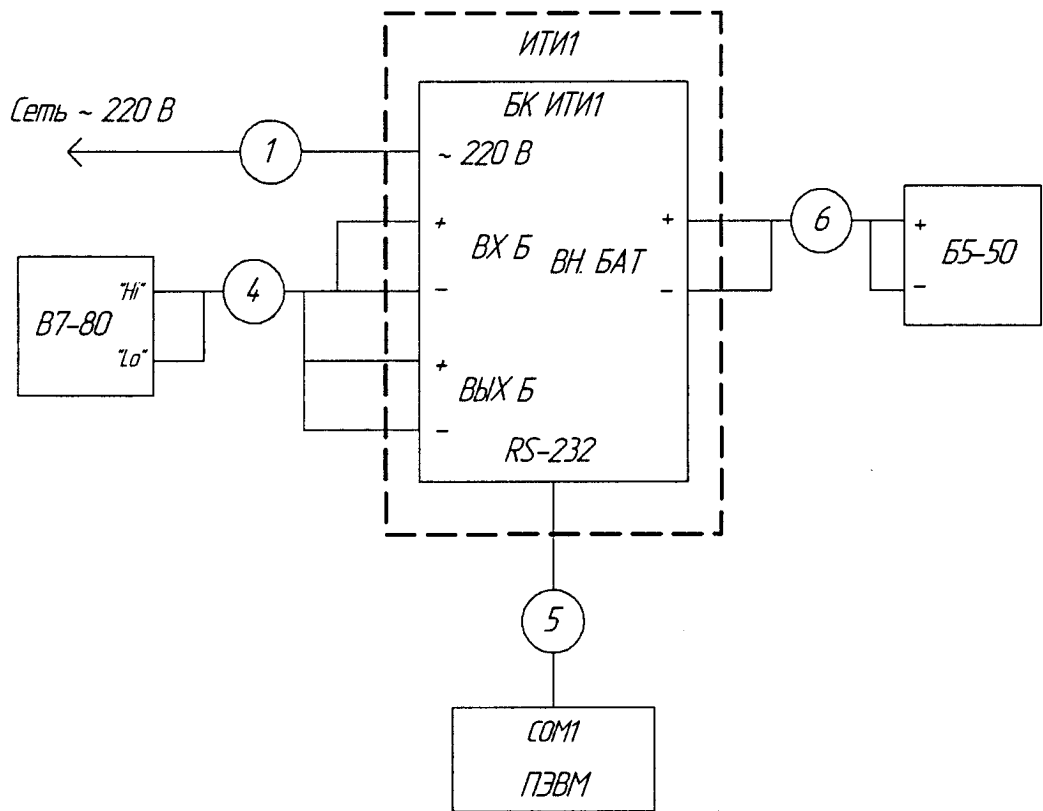 ИТИ1
БК ИТИ1
Сеть ~ 220 В
1
~ 220 В
+
ВХ Б
−
"Hi"
В7-80
"Lo"
4
+
ВЫХ Б
−
+
ВН. БАТ
−
6
+
Б5-50
−
RS-232
5
COM1
ПЭВМ